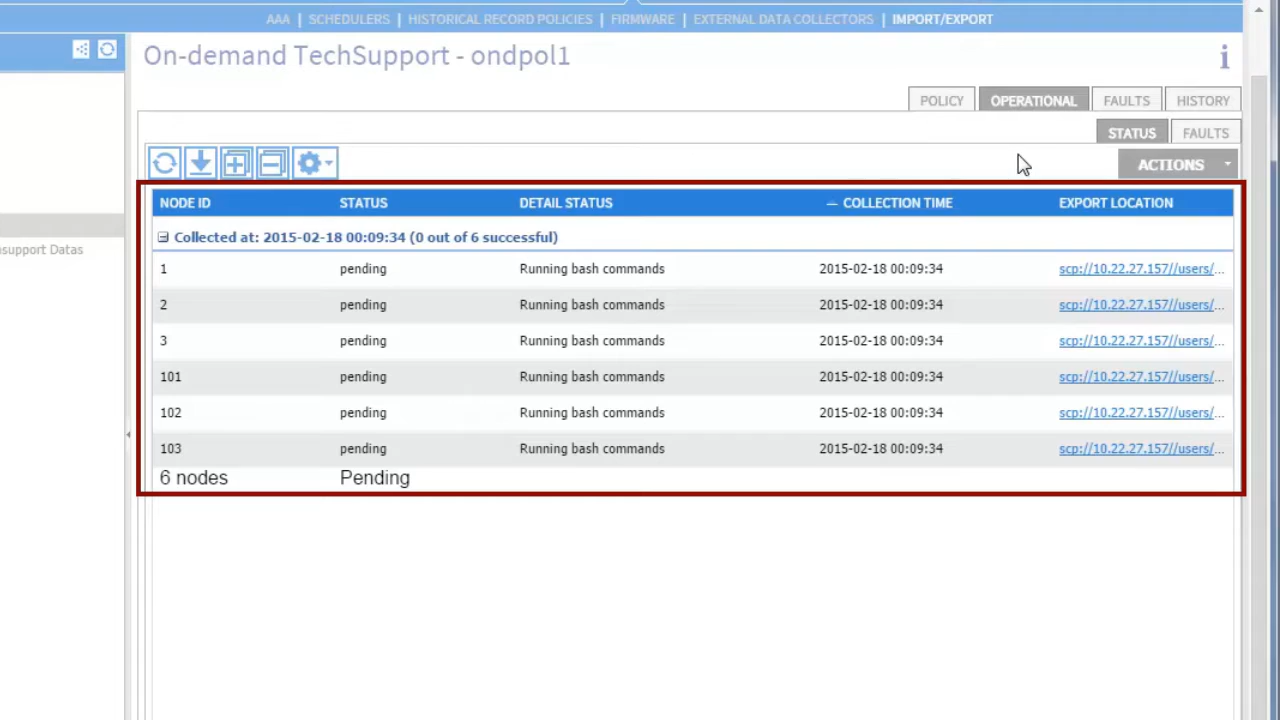 AAA | SCHEDULERS | HISTORICAL RECORD POLICIES | FIRMWARE | EXTERNAL DATA COLLECTORS | IMPORT/EXPORT
On-demand TechSupport - ondpol1
i
POLICY OPERATIONAL FAULTS HISTORY
STATUS FAULTS
ACTIONS
NODE ID STATUS DETAIL STATUS COLLECTION TIME EXPORT LOCATION
Collected at: 2015-02-18 00:09:34 (0 out of 6 successful)
nsupport Datas
1 pending Running bash commands 2015-02-18 00:09:34 scp://10.22.27.157//users/...
2 pending Running bash commands 2015-02-18 00:09:34 scp://10.22.27.157//users/...
3 pending Running bash commands 2015-02-18 00:09:34 scp://10.22.27.157//users/...
101 pending Running bash commands 2015-02-18 00:09:34 scp://10.22.27.157//users/...
102 pending Running bash commands 2015-02-18 00:09:34 scp://10.22.27.157//users/...
103 pending Running bash commands 2015-02-18 00:09:34 scp://10.22.27.157//users/...
6 nodes Pending